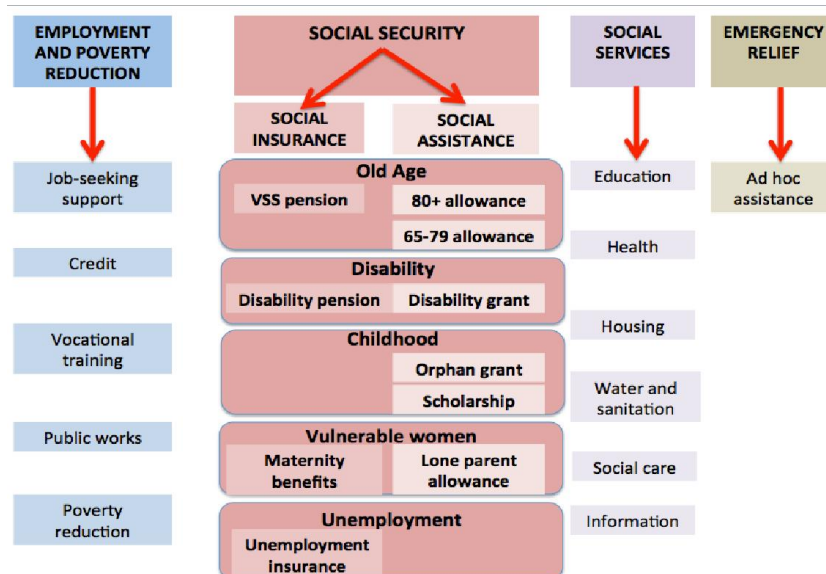 EMPLOYMENT
AND POVERTY
REDUCTION
Job-seeking
support
Credit
Vocational
training
Public works
Poverty
reduction
SOCIAL SECURITY
SOCIAL
INSURANCE
SOCIAL
ASSISTANCE
Old Age
VSS pension
80+ allowance
65-79 allowance
Disability
Disability pension
Disability grant
Childhood
Orphan grant
Scholarship
Vulnerable women
Maternity
benefits
Lone parent
allowance
Unemployment
Unemployment
insurance
SOCIAL
SERVICES
Education
Health
Housing
Water and
sanitation
Social care
Information
EMERGENCY
RELIEF
Ad hoc
assistance